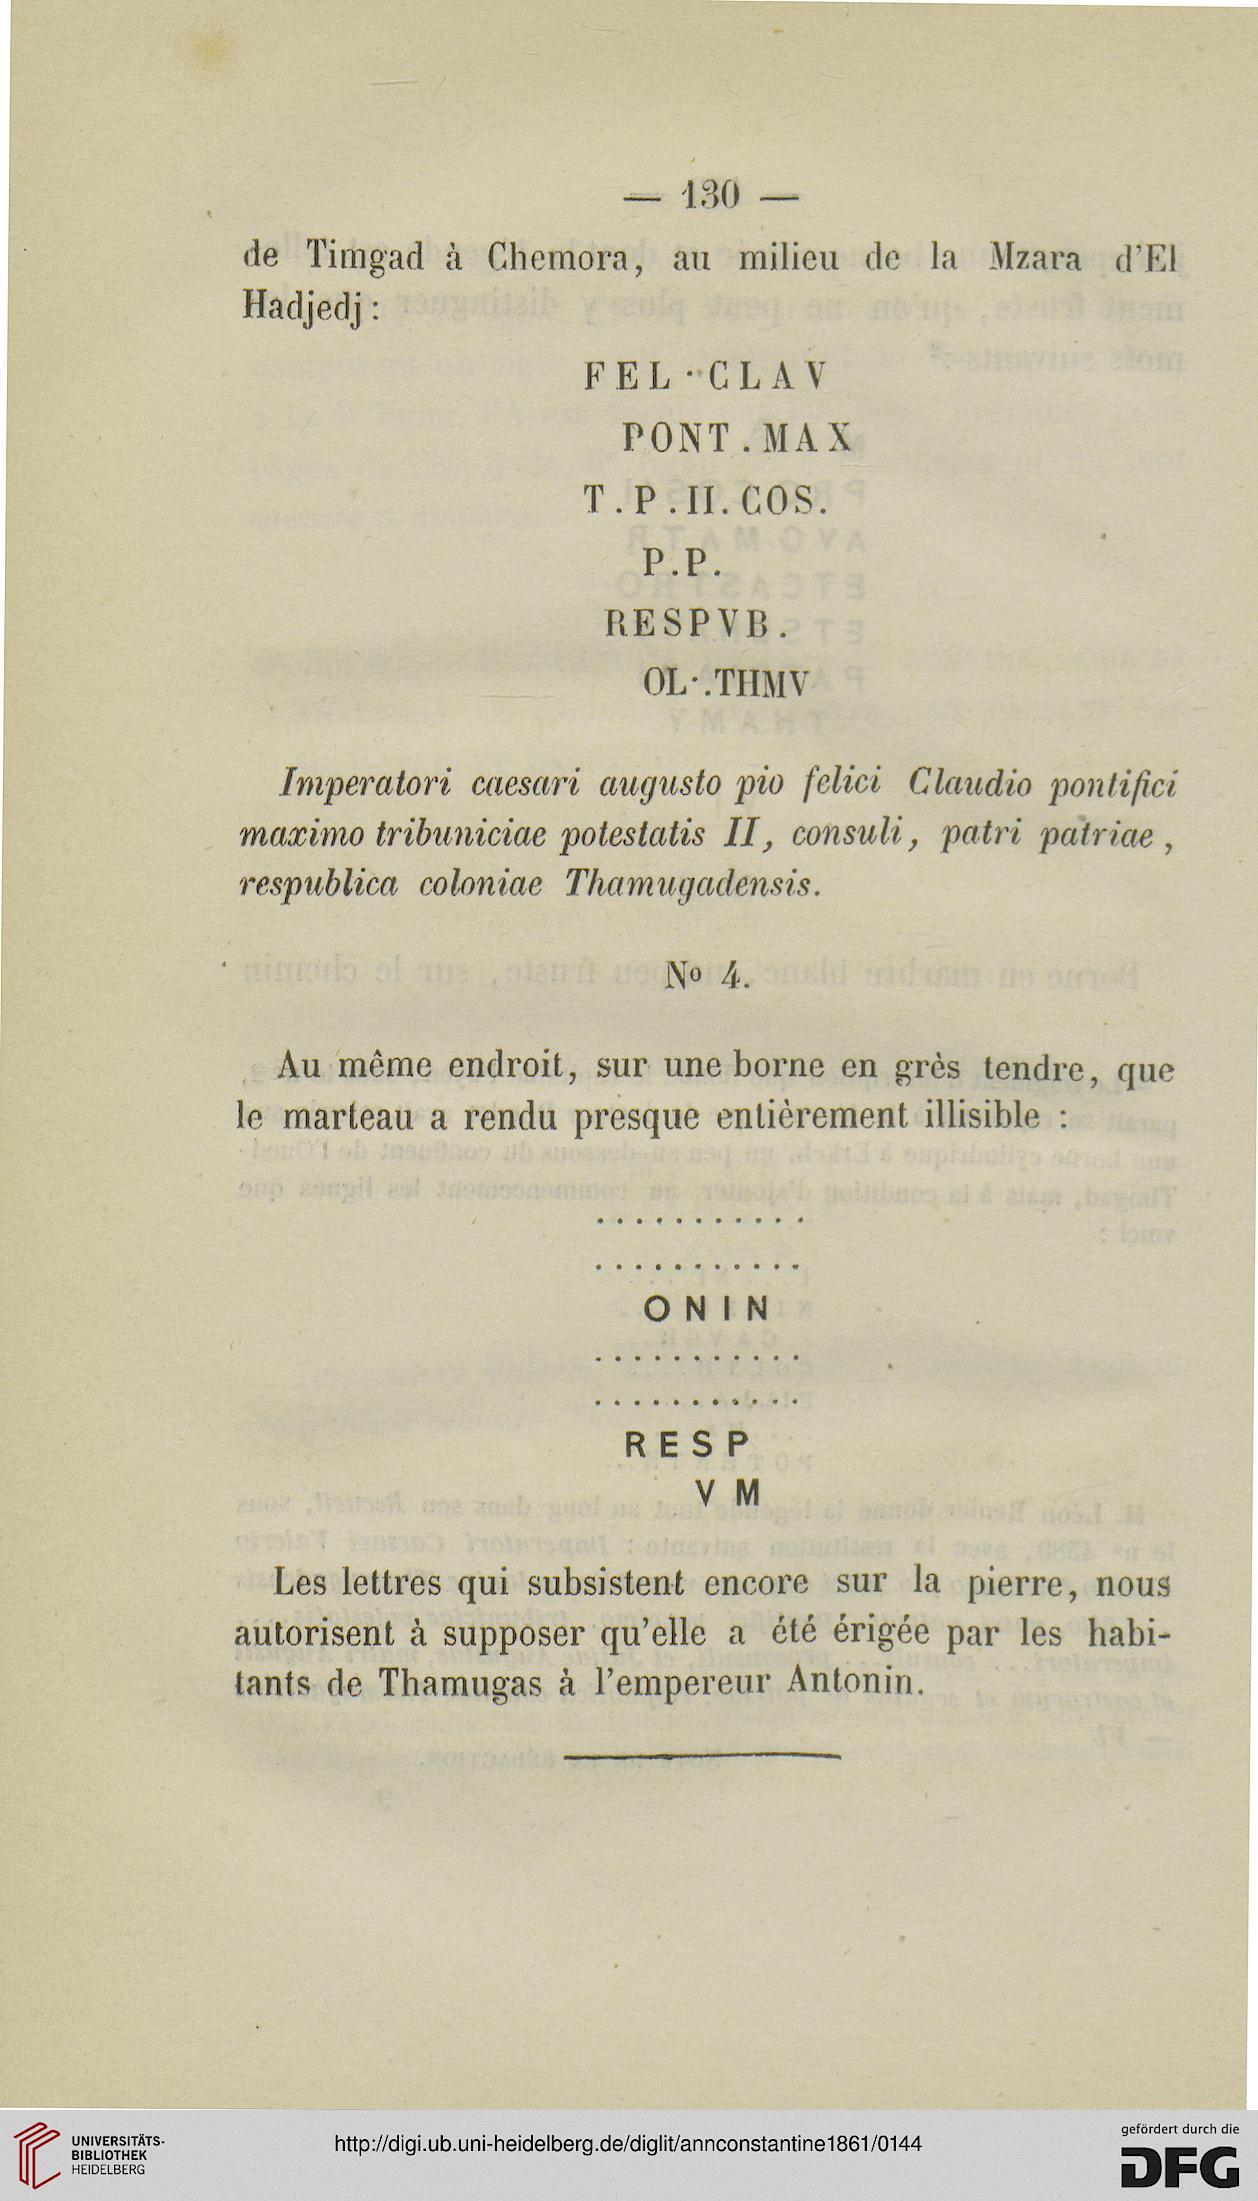 — 130 —
de Timgad à Chemora, au milieu de la Mzara d'El
Hadjedj :
FEL · CLAV
PONT . MAX
T . P . II . COS.
P . P .
RESPVB .
OL · . THMV
Imperatori caesari augusto pio felici Claudio pontifici
maximo tribuniciae potestatis II, consuli, patri patriae,
respublica coloniae Thamugadensis.
No 4.
Au même endroit, sur une borne en grès tendre, que
le marteau a rendu presque entièrement illisible :
. . . . . . . . . . .
. . . . . . . . . . .
ONIN
. . . . . . . . . . .
. . . . . . . . . . .
RESP
VM
Les lettres qui subsistent encore sur la pierre, nous
autorisent à supposer qu'elle a été érigée par les habi-
tants de Thamugas à l'empereur Antonin.
UNIVERSITÄTS-
BIBLIOTHEK
HEIDELBERG
http://digi.ub.uni-heidelberg.de/diglit/annconstantine1861/0144
gefördert durch die
DFG